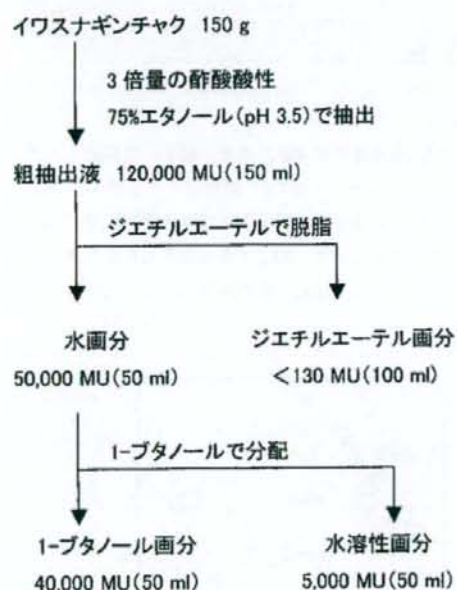 イワスナギンチャク 150 g
3 倍量の酢酸酸性
75%エタノール(pH 3.5)で抽出
粗抽出液 120,000 MU(150 ml)
ジエチルエーテルで脱脂
水画分
ジエチルエーテル画分
50,000 MU(50 ml)
<130 MU(100 ml)
1-ブタノールで分配
1-ブタノール画分
水溶性画分
40,000 MU(50 ml)
5,000 MU(50 ml)